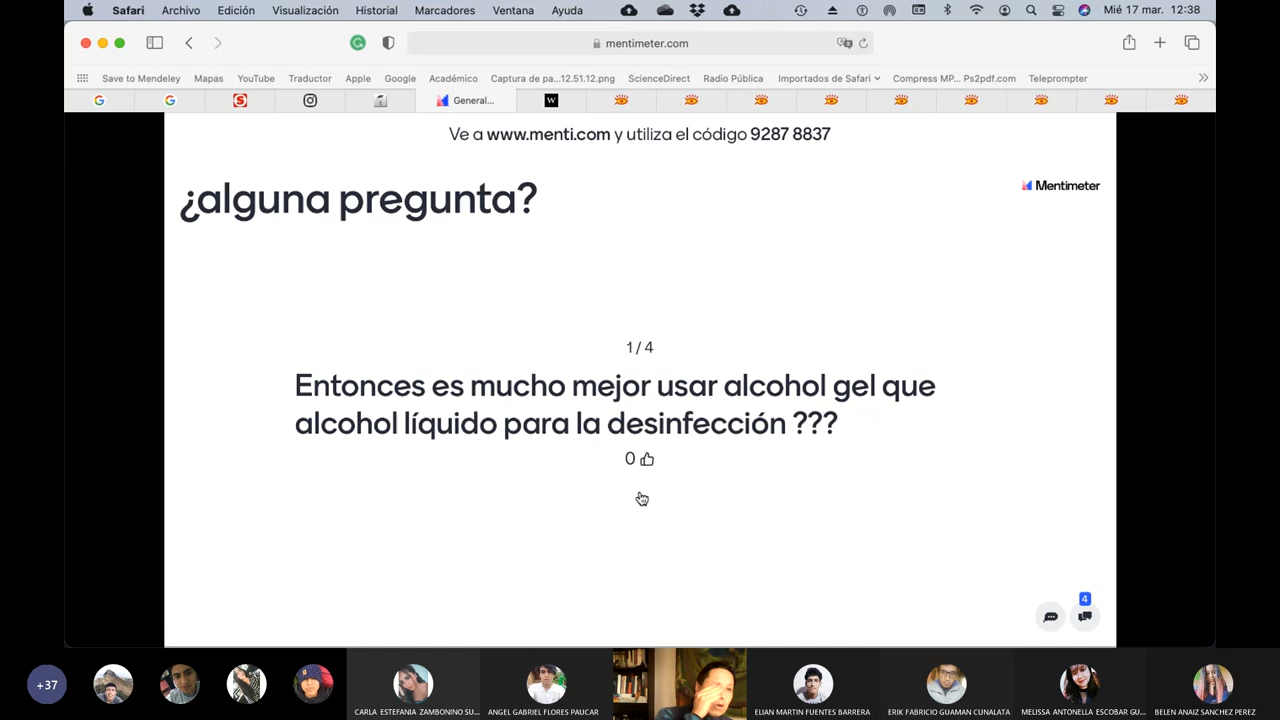 Safari Archivo Edición Visualización Historial Marcadores Ventana Ayuda Mié 17 mar. 12:38
mentimeter.com
Save to Mendeley Mapas YouTube Traductor Apple Google Académico Captura de pa...12.51.12.png ScienceDirect Radio Pública Importados de Safari Compress MP... Ps2pdf.com Teleprompter
General...
W
Ve a www.menti.com y utiliza el código 9287 8837
¿alguna pregunta?
Mentimeter
1 / 4
Entonces es mucho mejor usar alcohol gel que
alcohol líquido para la desinfección ???
0
4
+37
CARLA ESTEFANIA ZAMBONINO SU... ANGEL GABRIEL FLORES PAUCAR ELIAN MARTIN FUENTES BARRERA ERIK FABRICIO GUAMAN CUNALATA MELISSA ANTONELLA ESCOBAR GU... BELEN ANAIZ SANCHEZ PEREZ